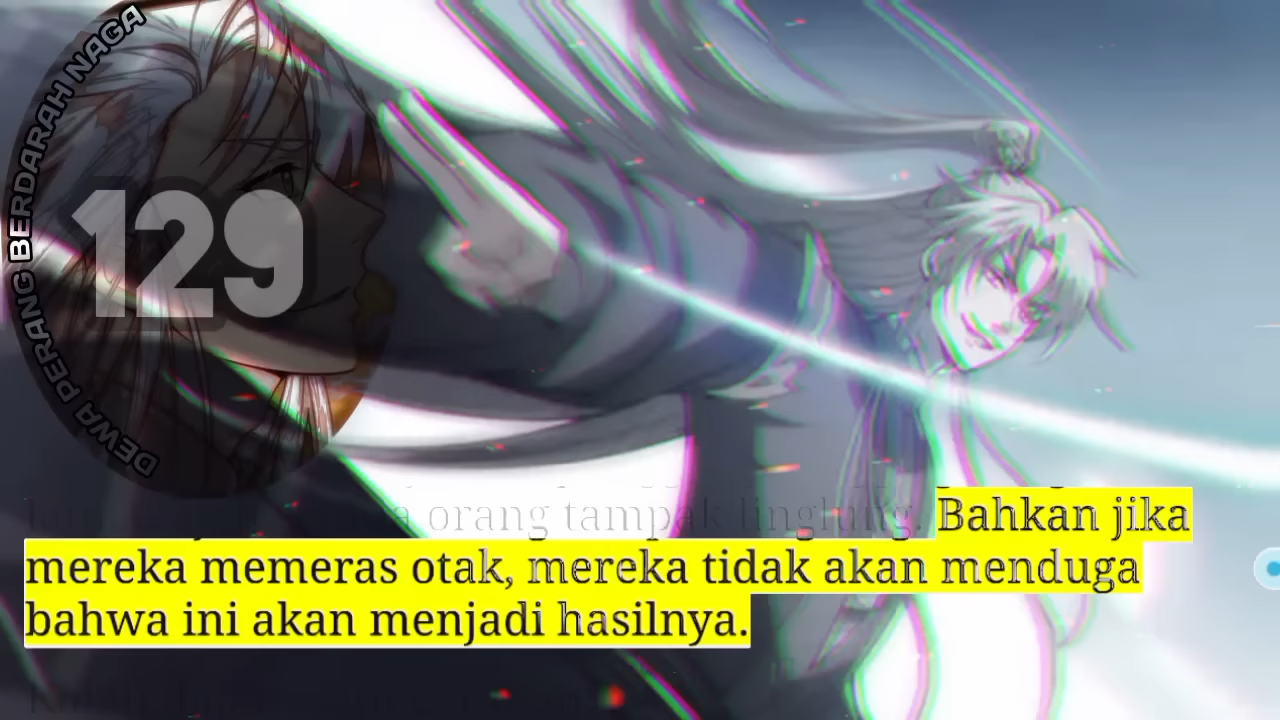 DEWA PERANG BERDARAH NAGA
129
orang tampak linglung. Bahkan jika
mereka memeras otak, mereka tidak akan menduga
bahwa ini akan menjadi hasilnya.